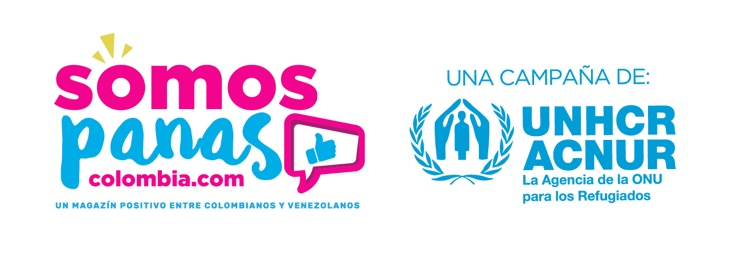 somos
panas
colombia.com
UN MAGAZÍN POSITIVO ENTRE COLOMBIANOS Y VENEZOLANOS
UNA CAMPAÑA DE:
UNHCR
ACNUR
La Agencia de la ONU
para los Refugiados